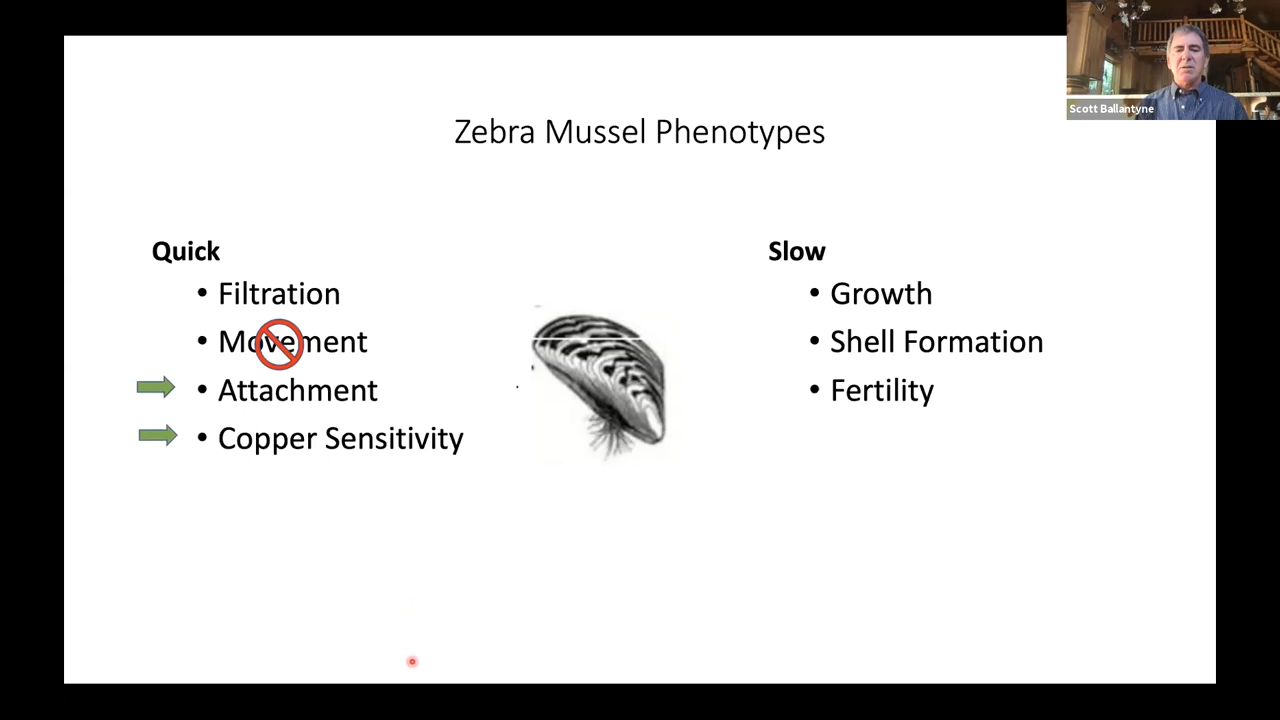 Scott Ballantyne
Zebra Mussel Phenotypes
Quick
• Filtration
• Movement
• Attachment
• Copper Sensitivity
Slow
• Growth
• Shell Formation
• Fertility